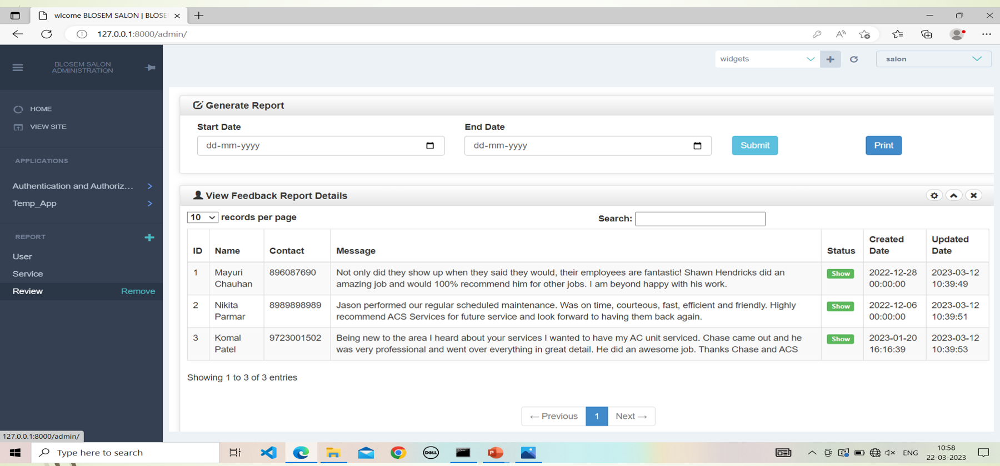 wlcome BLOSEM SALON | BLOSE
127.0.0.1:8000/admin/
BLOSEM SALON
ADMINISTRATION
widgets
salon
HOME
VIEW SITE
APPLICATIONS
Authentication and Authoriz...
Temp_App
REPORT
User
Service
Review Remove
Generate Report
Start Date End Date
dd-mm-yyyy dd-mm-yyyy Submit Print
View Feedback Report Details
10 records per page Search:
ID Name Contact Message Status Created Date Updated Date
1 Mayuri Chauhan 896087690 Not only did they show up when they said they would, their employees are fantastic! Shawn Hendricks did an
amazing job and would 100% recommend him for other jobs. I am beyond happy with his work. Show 2022-12-28 00:00:00 2023-03-12 10:39:49
2 Nikita Parmar 8989898989 Jason performed our regular scheduled maintenance. Was on time, courteous, fast, efficient and friendly. Highly
recommend ACS Services for future service and look forward to having them back again. Show 2022-12-06 00:00:00 2023-03-12 10:39:51
3 Komal Patel 9723001502 Being new to the area I heard about your services I wanted to have my AC unit serviced. Chase came out and he
was very professional and went over everything in great detail. He did an awesome job. Thanks Chase and ACS Show 2023-01-20 16:16:39 2023-03-12 10:39:53
Showing 1 to 3 of 3 entries
← Previous 1 Next →
127.0.0.1:8000/admin/
Type here to search
DELL
P
ENG
10:58
22-03-2023